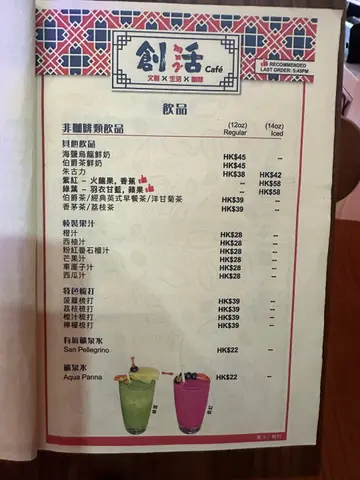 創活 Café
文創 × 生活 × 咖啡
RECOMMENDED
LAST ORDER: 5:45PM
飲品
非咖啡類飲品 (12oz) Regular (14oz) Iced
其他飲品
海鹽烏龍鮮奶 HK$45 --
伯爵茶鮮奶 HK$45 --
朱古力 HK$38 HK$42
紫紅 – 火龍果, 香蕉 -- HK$58
綠葉 – 羽衣甘藍, 蘋果 -- HK$58
伯爵茶/經典英式早餐茶/洋甘菊茶 HK$39 --
香茅茶/荔枝茶 HK$39 --
橙汁 HK$28 --
西柚汁 HK$28 --
粉紅番石榴汁 HK$28 --
芒果汁 HK$28 --
車厘子汁 HK$28 --
西瓜汁 HK$28 --
特色梳打
菠蘿梳打 HK$39 --
荔枝梳打 HK$39 --
橙汁梳打 HK$39 --
檸檬梳打 HK$39 --
有氣礦泉水
San Pellegrino HK$22 --
礦泉水
Aqua Panna HK$22 --